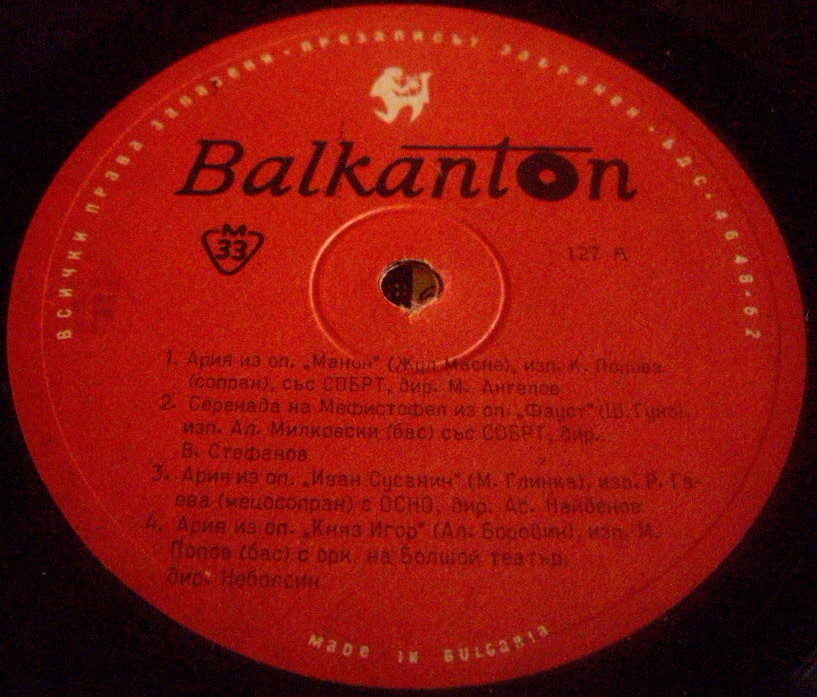 ВСИЧКИ ПРАВА ЗАПАЗЕНИ · ПРЕЗАПИСЪТ ЗАБРАНЕН · БДС · 46·48-62
Balkanton
М
33
127 А
1. Ария из оп. „Манон" (Жул Масне), изп. К. Попова
(сопран), със СОБРТ, дир. М. Ангелов
2. Серенада на Мефистофел из оп. „Фауст" (Ш. Гуно),
изп. Ал. Милковски (бас) със СОБРТ, дир.
В. Стефанов
3. Ария из оп. „Иван Сусанин" (М. Глинка), изп. Р. Га-
ева (мецосопран) с ОСНО, дир. Ас. Найденов
4. Ария из оп. „Княз Игор" (Ал. Бородин), изп. М.
Попов (бас) с орк. на Болшой театър,
дир. Неболсин
MADE IN BULGARIA